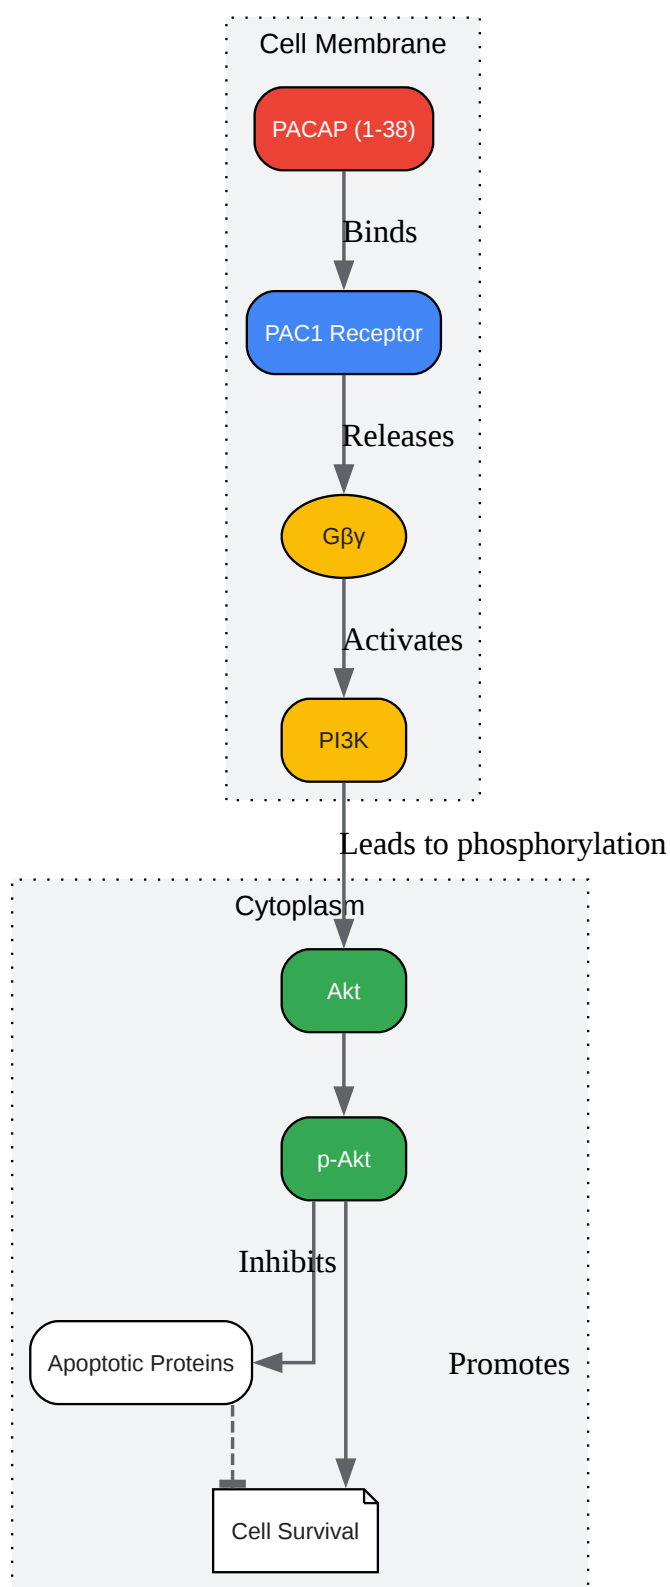 Cell Membrane
PACAP (1-38)
Binds
PAC1 Receptor
Releases
Gβγ
Activates
PI3K
Leads to phosphorylation
Cytoplasm
Akt
p-Akt
Inhibits
Apoptotic Proteins
Promotes
Cell Survival